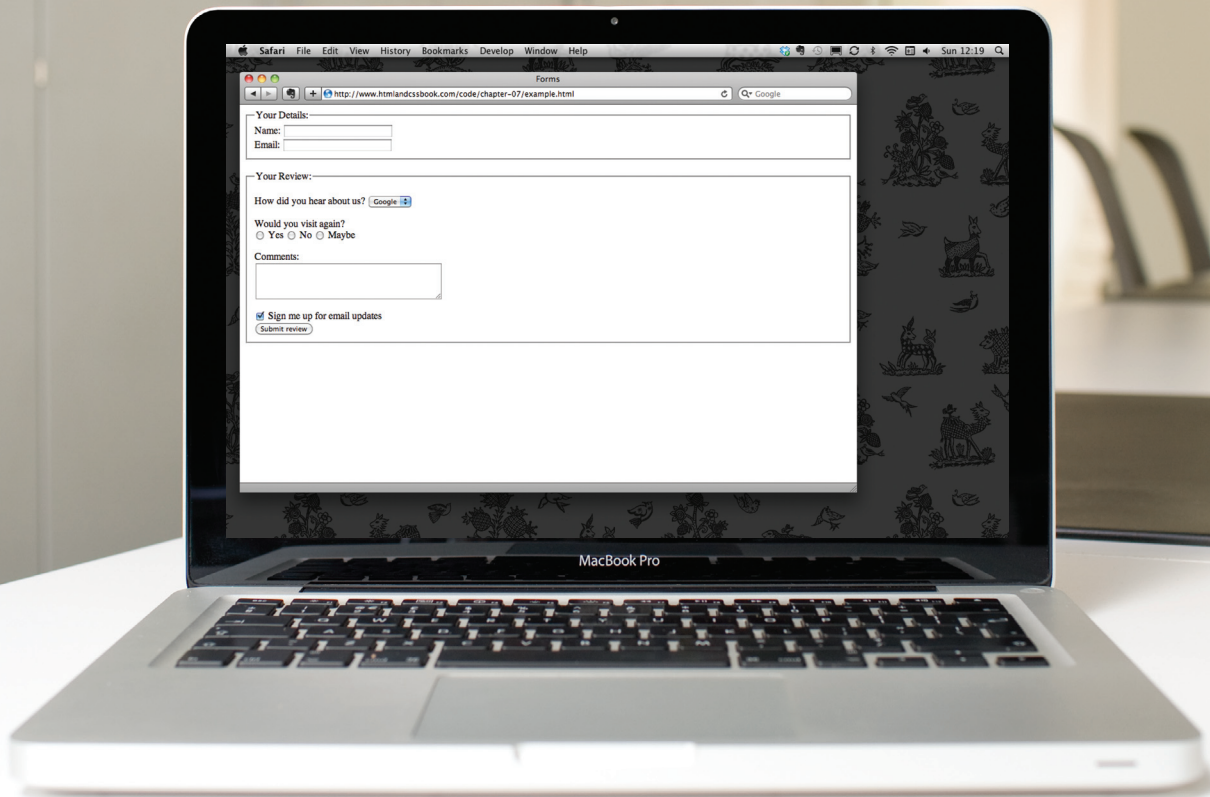 Safari File Edit View History Bookmarks Develop Window Help Sun 12:19
Forms
http://www.htmlandcssbook.com/code/chapter-07/example.html Google
Your Details:
Name:
Email:
Your Review:
How did you hear about us? Google
Would you visit again?
Yes No Maybe
Comments:
Sign me up for email updates
Submit review
MacBook Pro